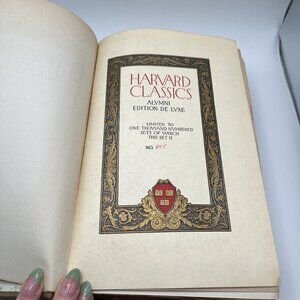 HARVARD
CLASSICS
ALVMNI
EDITION DE LVXE
LIMITED TO
ONE THOUSAND NUMBERED
SETS OF WHICH
THIS SET IS
NO.